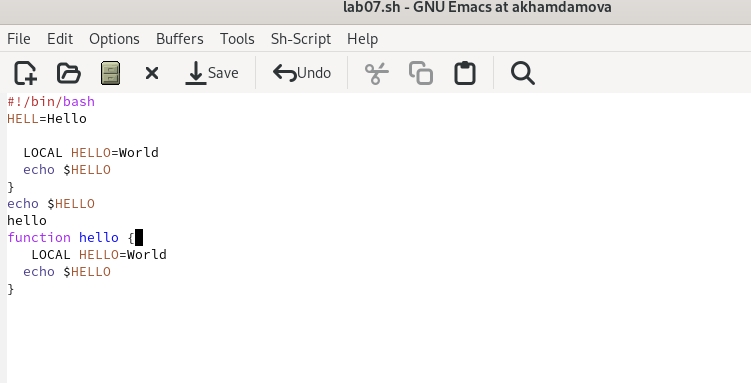 lab07.sh - GNU Emacs at akhamdamova
File Edit Options Buffers Tools Sh-Script Help
Save Undo
#!/bin/bash
HELL=Hello
  LOCAL HELLO=World
  echo $HELLO
}
echo $HELLO
hello
function hello {
   LOCAL HELLO=World
  echo $HELLO
}